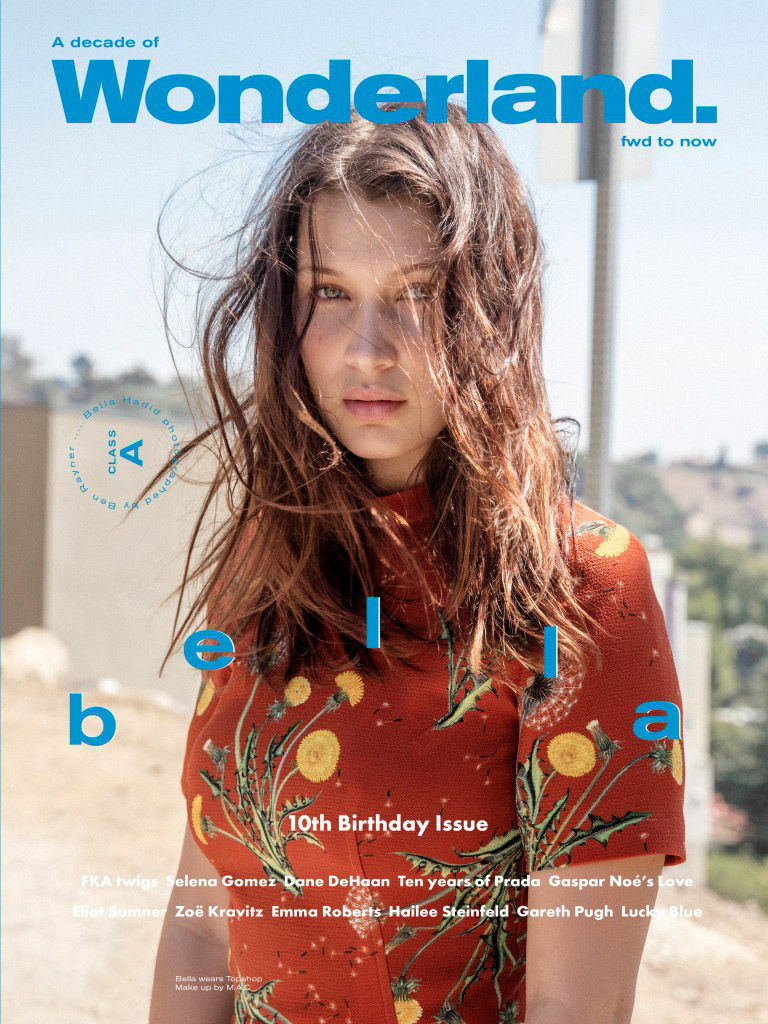 A decade of
Wonderland.
fwd to now
Bella Hadid photographed by Ben Rayner .....
CLASS
A
bella
10th Birthday Issue
FKA twigs Selena Gomez Dane DeHaan Ten years of Prada Gaspar Noé's Love
Eliot Sumner Zoë Kravitz Emma Roberts Hailee Steinfeld Gareth Pugh Lucky Blue
Bella wears Topshop
Make up by M.A.C